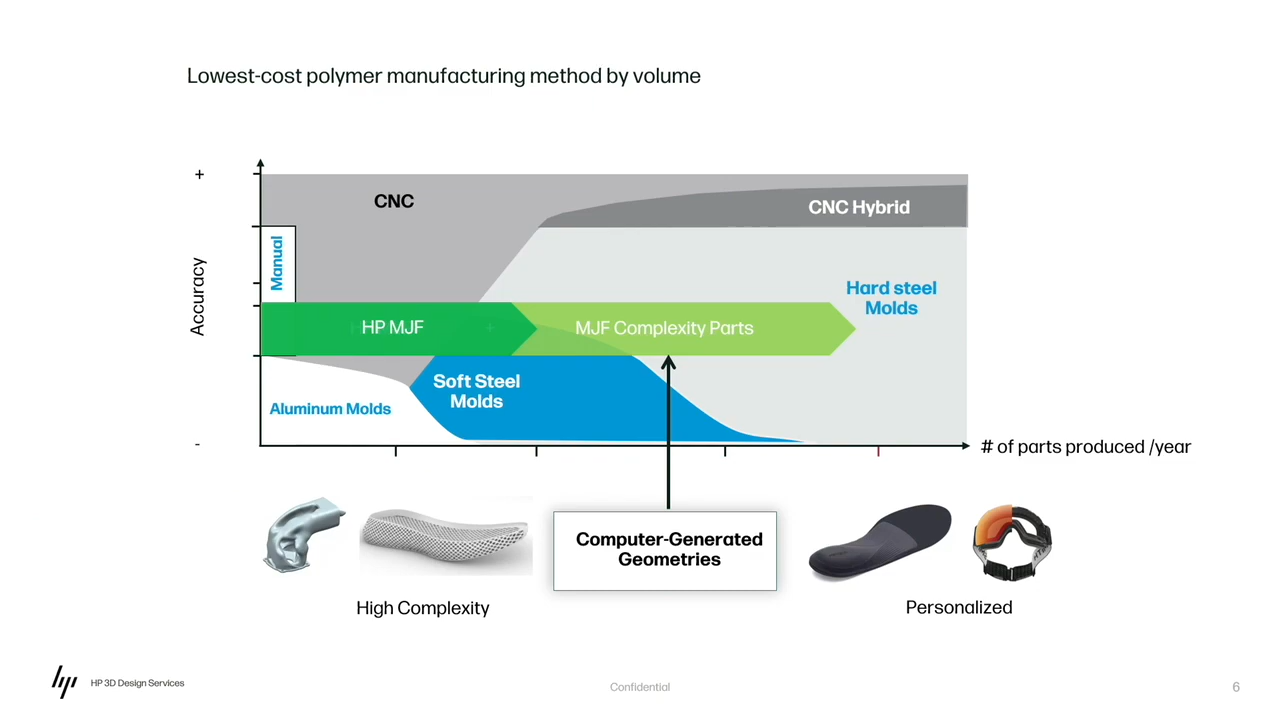 Lowest-cost polymer manufacturing method by volume
+
CNC
CNC Hybrid
Manual
Accuracy
Hard steel
Molds
HP MJF
+
MJF Complexity Parts
Soft Steel
Molds
Aluminum Molds
-
# of parts produced /year
Computer-Generated
Geometries
High Complexity
Personalized
hp
HP 3D Design Services
Confidential
6